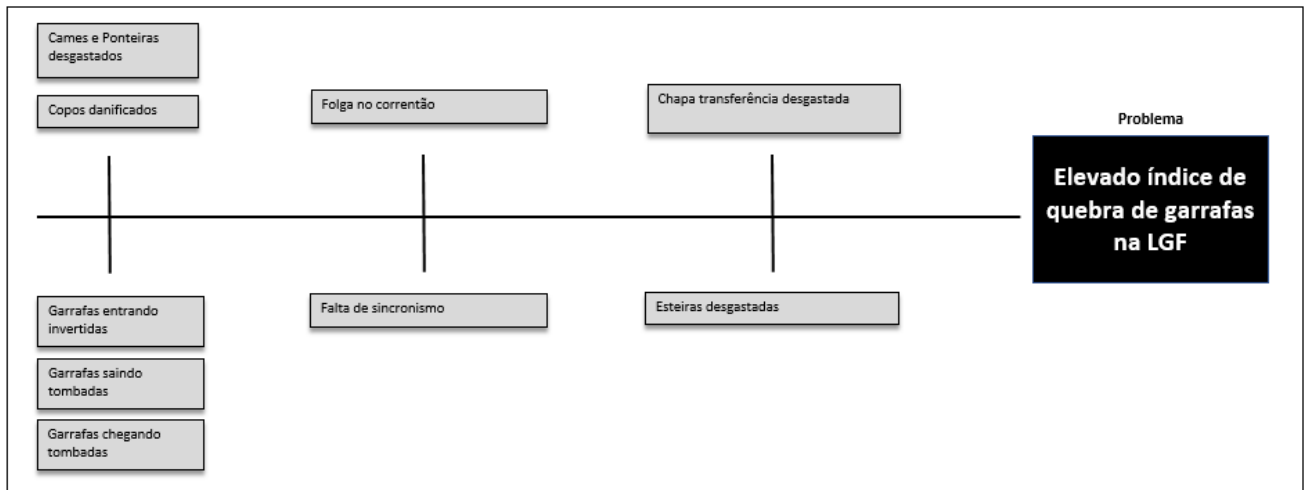 Cames e Ponteiras
desgastados
Copos danificados
Folga no correntão
Chapa transferência desgastada
Problema
Elevado índice de
quebra de garrafas
na LGF
Garrafas entrando
invertidas
Garrafas saindo
tombadas
Garrafas chegando
tombadas
Falta de sincronismo
Esteiras desgastadas